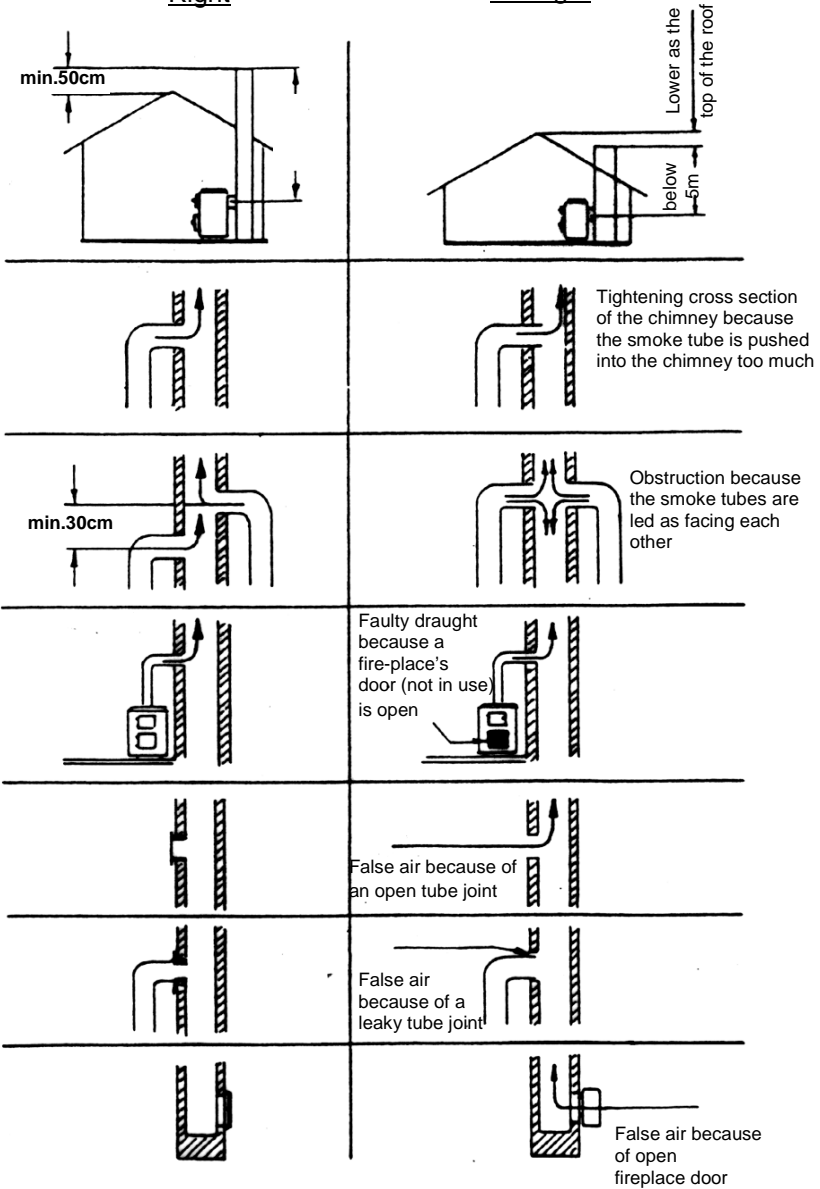 Right
min.50cm
Lower as the
top of the roof
below
5m
Tightening cross section
of the chimney because
the smoke tube is pushed
into the chimney too much
min.30cm
Obstruction because
the smoke tubes are
led as facing each
other
Faulty draught
because a
fire-place's
door (not in use)
is open
False air because of
an open tube joint
False air
because of a
leaky tube joint
False air because
of open
fireplace door